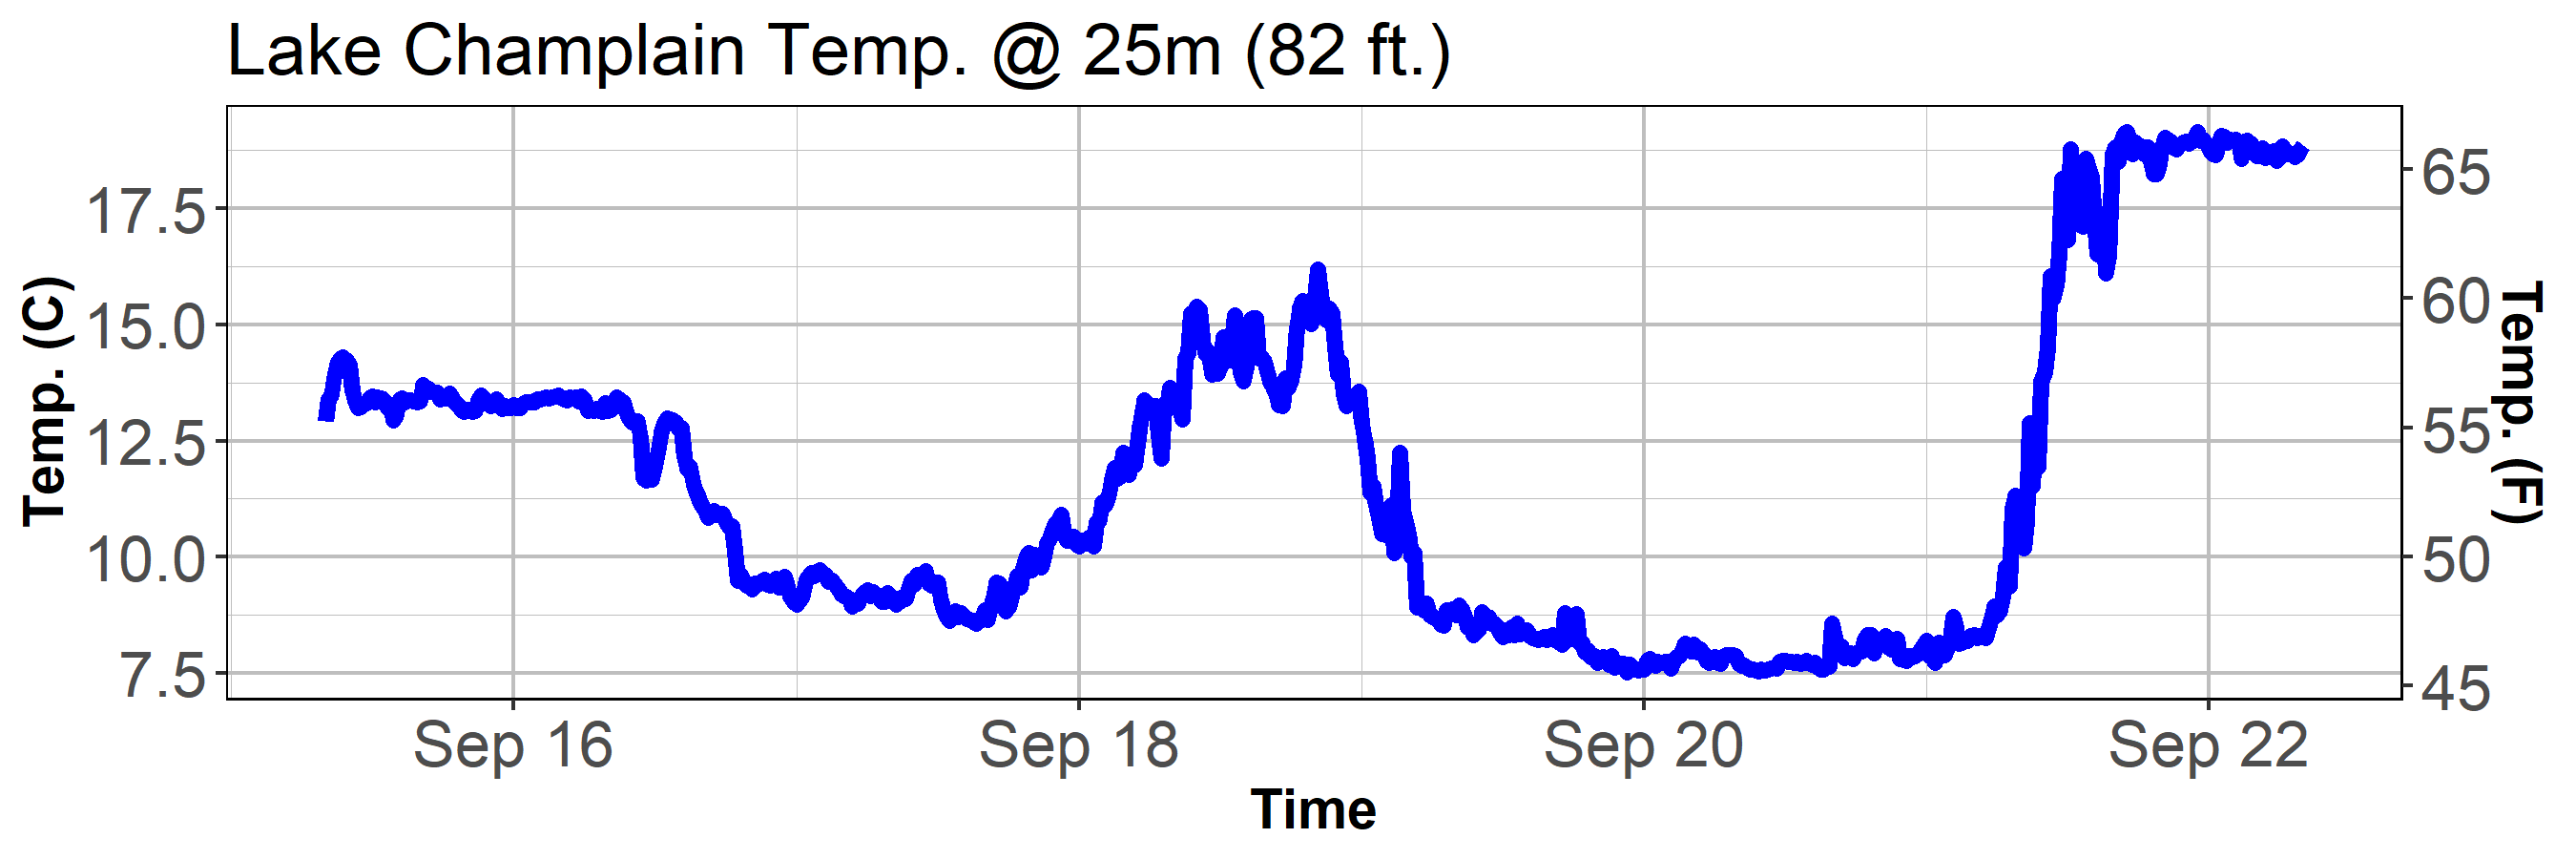 Lake Champlain Temp. @ 25m (82 ft.)
Temp. (C)
17.5
15.0
12.5
10.0
7.5
65
60
55
50
45
Temp. (F)
Sep 16 Sep 18 Sep 20 Sep 22
Time